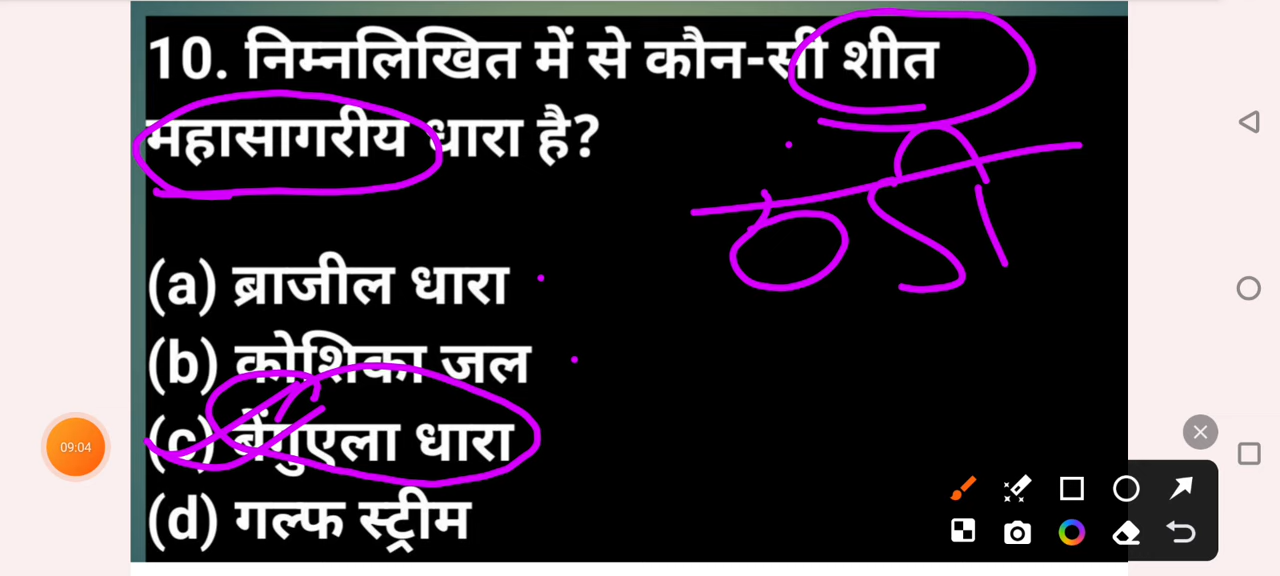 10. निम्नलिखित में से कौन-सी शीत
महासागरीय धारा है?
ठंडी
(a) ब्राजील धारा
(b) कोशिका जल
(c) बेंगुएला धारा
(d) गल्फ स्ट्रीम
09:04